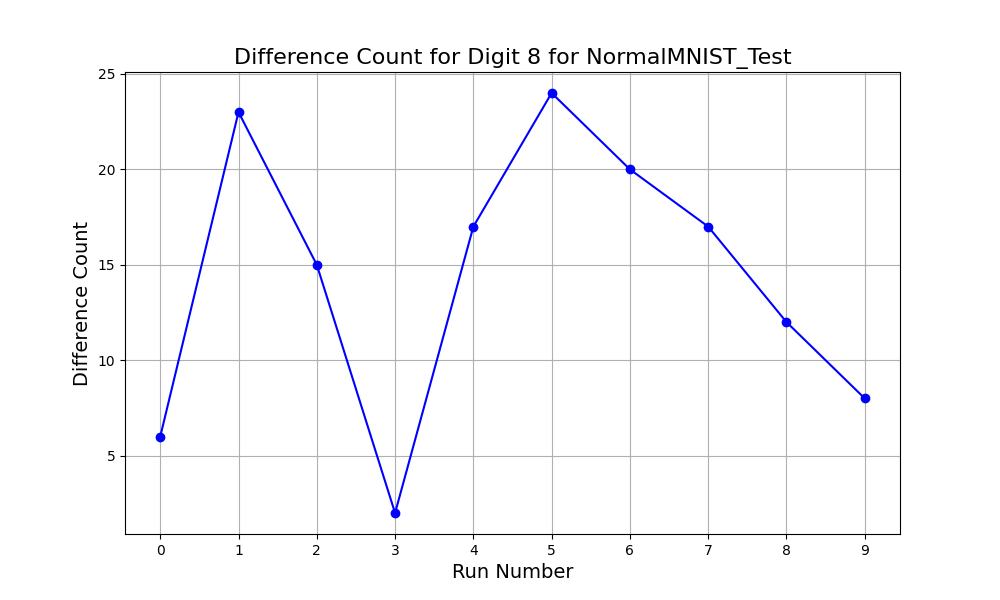 Difference Count for Digit 8 for NormalMNIST_Test
25
20
15
10
5
Difference Count
0 1 2 3 4 5 6 7 8 9
Run Number